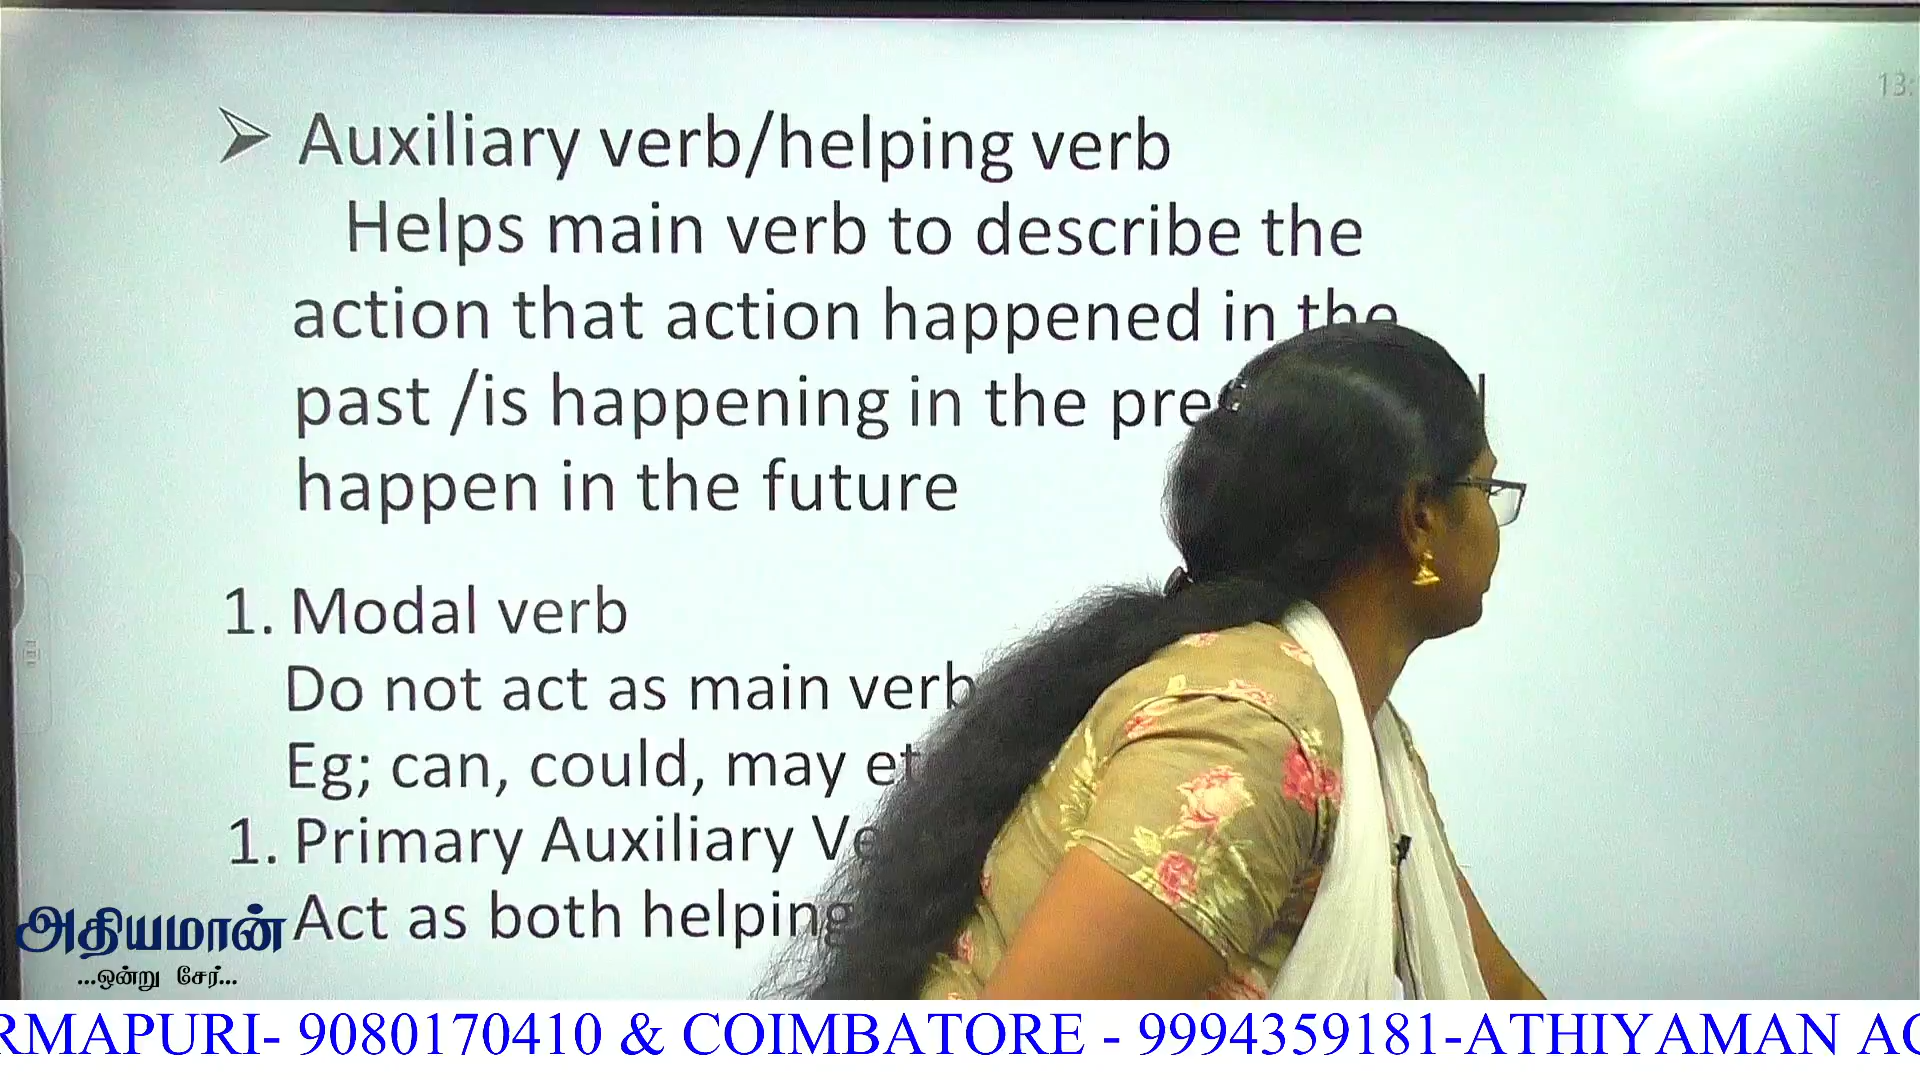 13:
➢ Auxiliary verb/helping verb
Helps main verb to describe the
action that action happened in the
past /is happening in the
happen in the future
1. Modal verb
Do not act as main verb
Eg; can, could, may
1. Primary Auxiliary
Act as both helping
அதியமான்
...ஒன்று சேர்...
RMAPURI- 9080170410 & COIMBATORE - 9994359181-ATHIYAMAN AC